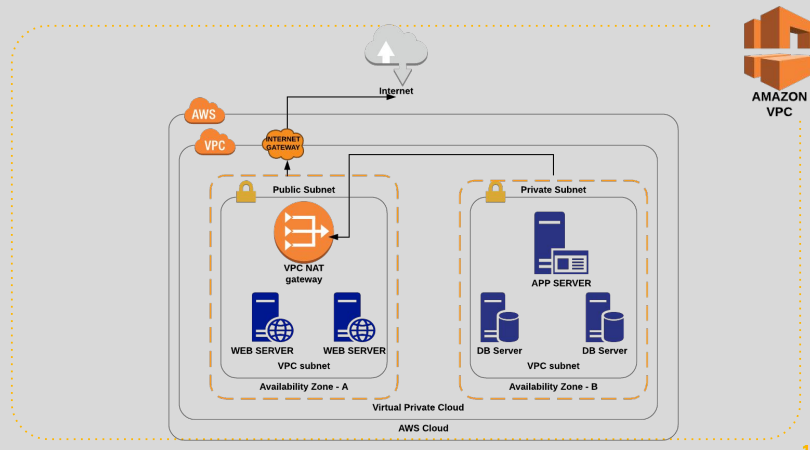 AMAZON
VPC
Internet
AWS
VPC
INTERNET
GATEWAY
Public Subnet
Private Subnet
VPC NAT
gateway
APP SERVER
WEB SERVER
WEB SERVER
DB Server
DB Server
VPC subnet
VPC subnet
Availability Zone - A
Availability Zone - B
Virtual Private Cloud
AWS Cloud